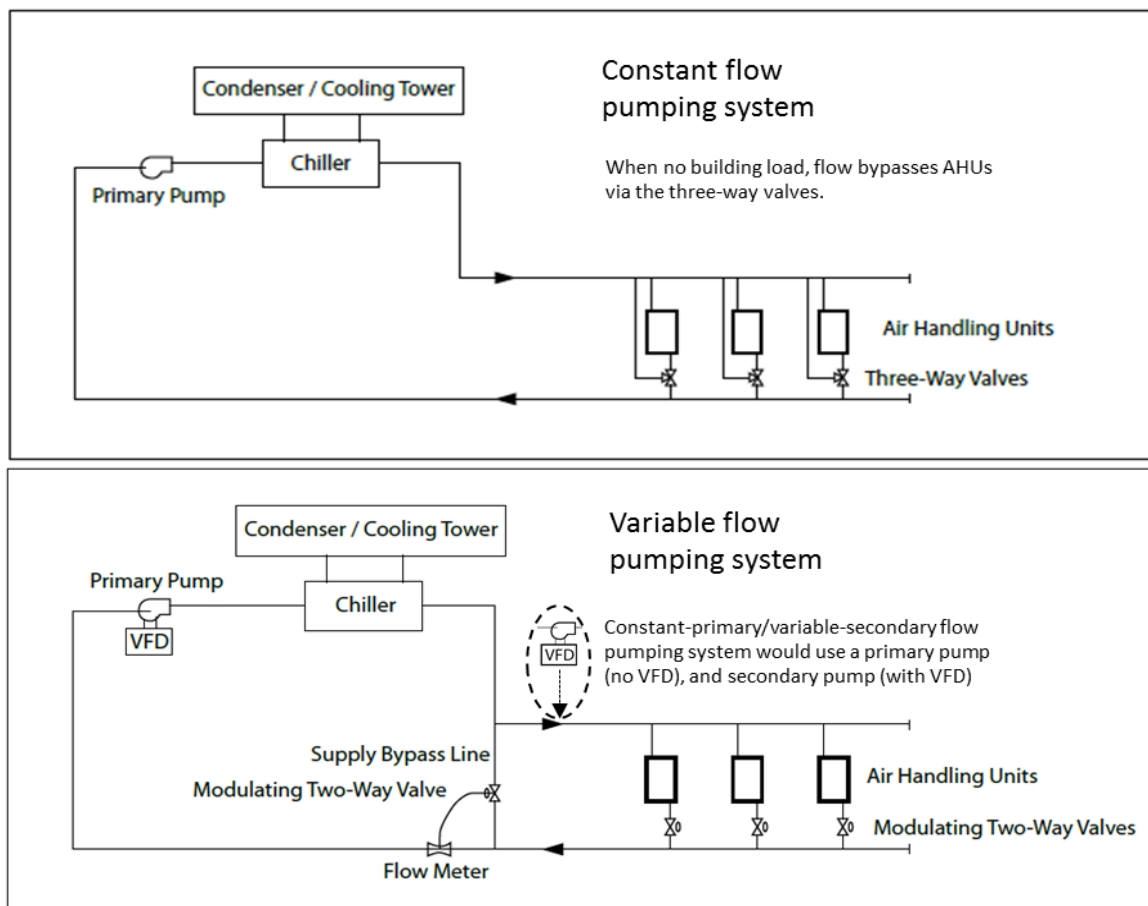 Condenser / Cooling Tower
Constant flow
pumping system
Chiller
Primary Pump
When no building load, flow bypasses AHUs
via the three-way valves.
Air Handling Units
Three-Way Valves
Condenser / Cooling Tower
Variable flow
pumping system
Primary Pump
Chiller
VFD
VFD
Constant-primary/variable-secondary flow
pumping system would use a primary pump
(no VFD), and secondary pump (with VFD)
Supply Bypass Line
Modulating Two-Way Valve
Air Handling Units
Modulating Two-Way Valves
Flow Meter